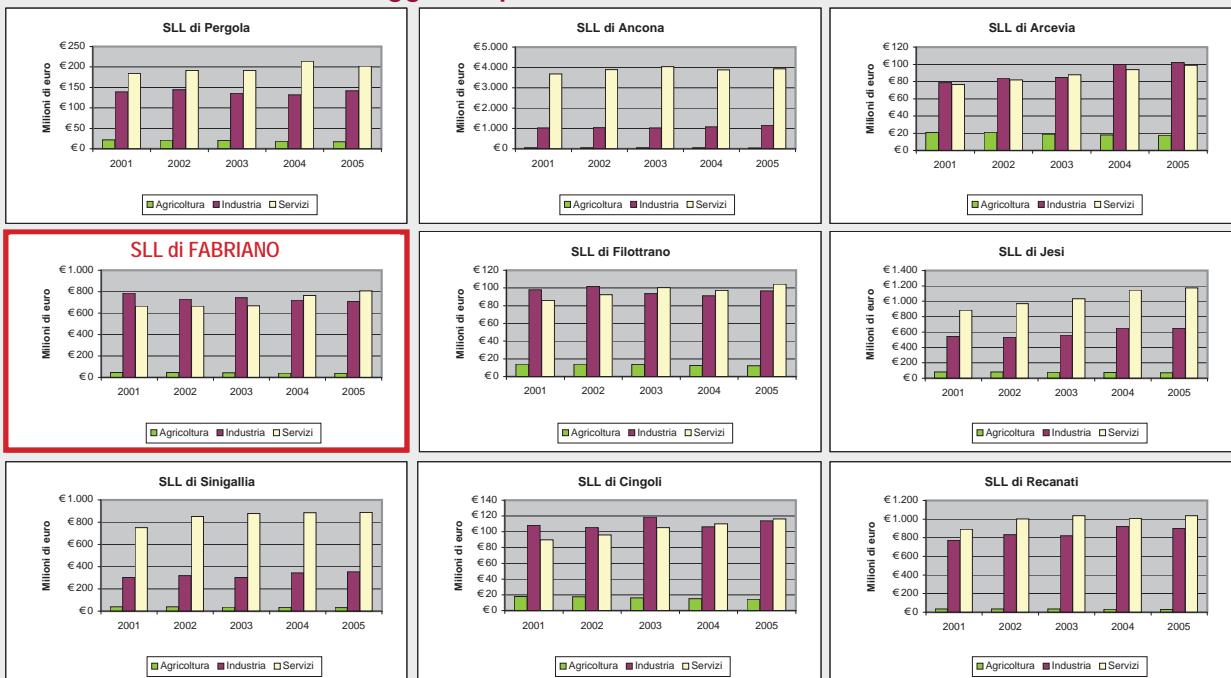 SLL di Pergola
Milioni di euro
€250
€200
€150
€100
€50
€0
2001 2002 2003 2004 2005
Agricoltura Industria Servizi
SLL di Ancona
Milioni di euro
€5.000
€4.000
€3.000
€2.000
€1.000
€0
2001 2002 2003 2004 2005
Agricoltura Industria Servizi
SLL di Arcevia
Milioni di euro
€120
€100
€80
€60
€40
€20
€0
2001 2002 2003 2004 2005
Agricoltura Industria Servizi
SLL di FABRIANO
Milioni di euro
€1.000
€800
€600
€400
€200
€0
2001 2002 2003 2004 2005
Agricoltura Industria Servizi
SLL di Filottrano
Milioni di euro
€120
€100
€80
€60
€40
€20
€0
2001 2002 2003 2004 2005
Agricoltura Industria Servizi
SLL di Jesi
Milioni di euro
€1.400
€1.200
€1.000
€800
€600
€400
€200
€0
2001 2002 2003 2004 2005
Agricoltura Industria Servizi
SLL di Sinigallia
Milioni di euro
€1.000
€800
€600
€400
€200
€0
2001 2002 2003 2004 2005
Agricoltura Industria Servizi
SLL di Cingoli
Milioni di euro
€140
€120
€100
€80
€60
€40
€20
€0
2001 2002 2003 2004 2005
Agricoltura Industria Servizi
SLL di Recanati
Milioni di euro
€1.200
€1.000
€800
€600
€400
€200
€0
2001 2002 2003 2004 2005
Agricoltura Industria Servizi